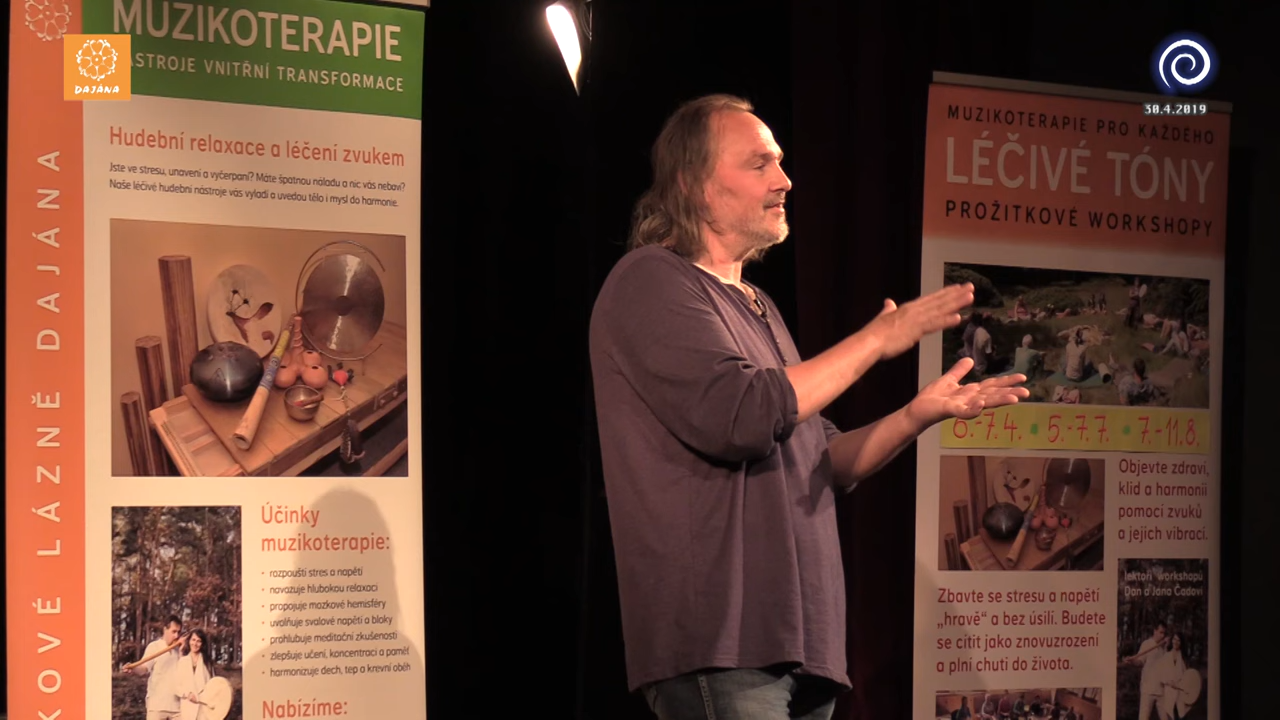 MUZIKOTERAPIE
NÁSTROJE VNITŘNÍ TRANSFORMACE
DAJÁNA
Hudební relaxace a léčení zvukem
Jste ve stresu, unavení a vyčerpaní? Máte špatnou náladu a nic vás nebaví?
Naše léčivé hudební nástroje vás vyladí a uvedou tělo i mysl do harmonie.
KOVÉ LÁZNĚ DAJÁNA
Účinky
muzikoterapie:
• rozpouští stres a napětí
• navozuje hlubokou relaxaci
• propojuje mozkové hemisféry
• uvolňuje svalové napětí a bloky
• prohlubuje meditační zkušenosti
• zlepšuje učení, koncentraci a paměť
• harmonizuje dech, tep a krevní oběh
Nabízíme:
30.4.2019
MUZIKOTERAPIE PRO KAŽDÉHO
LÉČIVÉ TÓNY
PROŽITKOVÉ WORKSHOPY
6.-7.4. • 5.-7.7. • 7.-11.8.
Objevte zdraví,
klid a harmonii
pomocí zvuků
a jejich vibrací.
lektoři workshopů
Dan a Jana Čadovi
Zbavte se stresu a napětí
„hravě“ a bez úsilí. Budete
se cítit jako znovuzrození
a plni chuti do života.